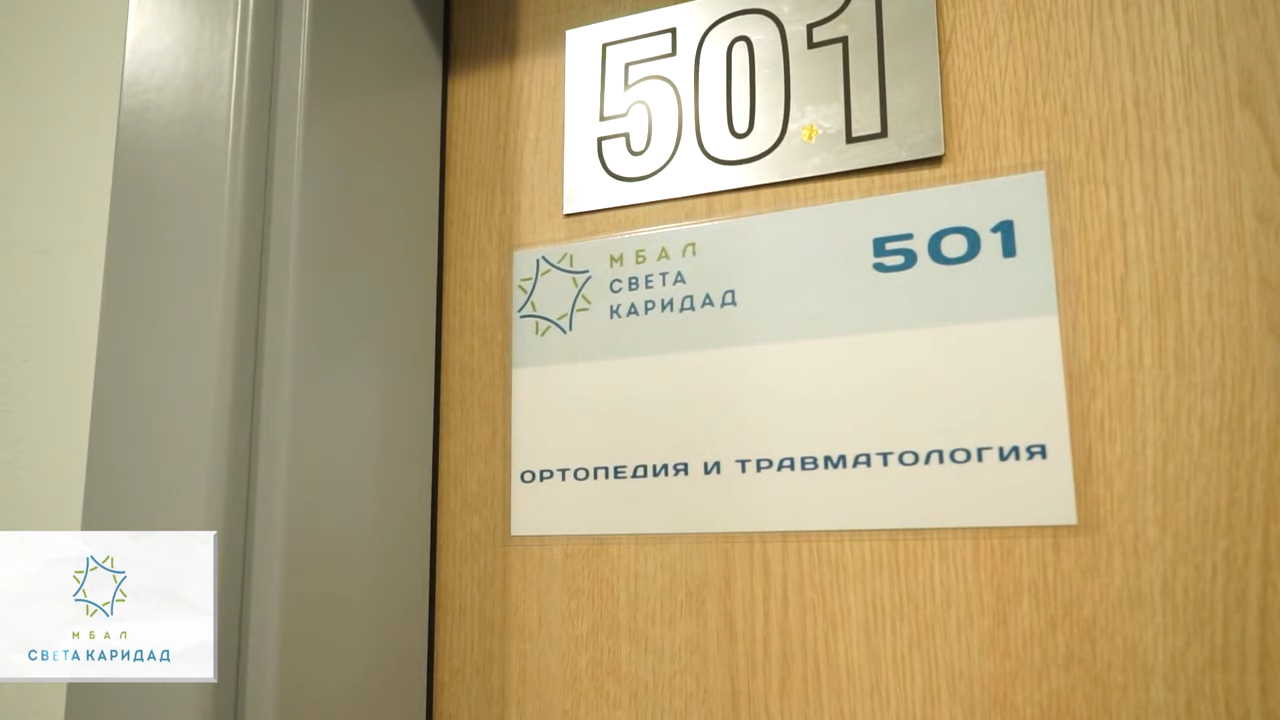 501
МБАЛ
СВЕТА
КАРИДАД
501
ОРТОПЕДИЯ И ТРАВМАТОЛОГИЯ
МБАЛ
СВЕТА КАРИДАД